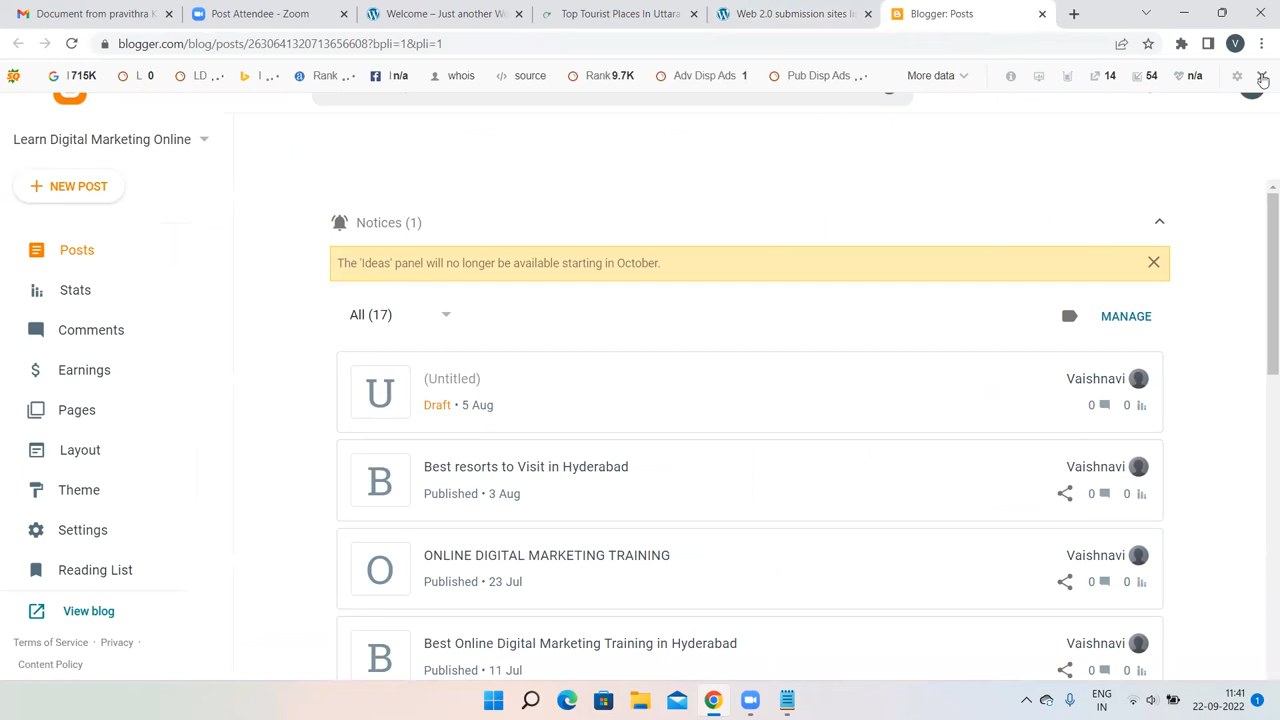 Document from pavithra K
Post Attendee - Zoom
Welcome – Just another We
Top Tourist Places In Uttara
Web 2.0 submission sites In
Blogger: Posts
blogger.com/blog/posts/2630641320713656608?bpli=1&pli=1
I 715K
L 0
LD ...
I ...
Rank ...
I n/a
whois
source
Rank 9.7K
Adv Disp Ads 1
Pub Disp Ads ...
More data
14
54
n/a
Learn Digital Marketing Online
NEW POST
Posts
Stats
Comments
Earnings
Pages
Layout
Theme
Settings
Reading List
View blog
Terms of Service · Privacy ·
Content Policy
Notices (1)
The 'Ideas' panel will no longer be available starting in October.
All (17)
MANAGE
U
(Untitled)
Draft • 5 Aug
Vaishnavi
0 0
B
Best resorts to Visit in Hyderabad
Published • 3 Aug
Vaishnavi
0 0
O
ONLINE DIGITAL MARKETING TRAINING
Published • 23 Jul
Vaishnavi
0 0
B
Best Online Digital Marketing Training in Hyderabad
Published • 11 Jul
Vaishnavi
0 0
ENG
IN
11:41
22-09-2022
1